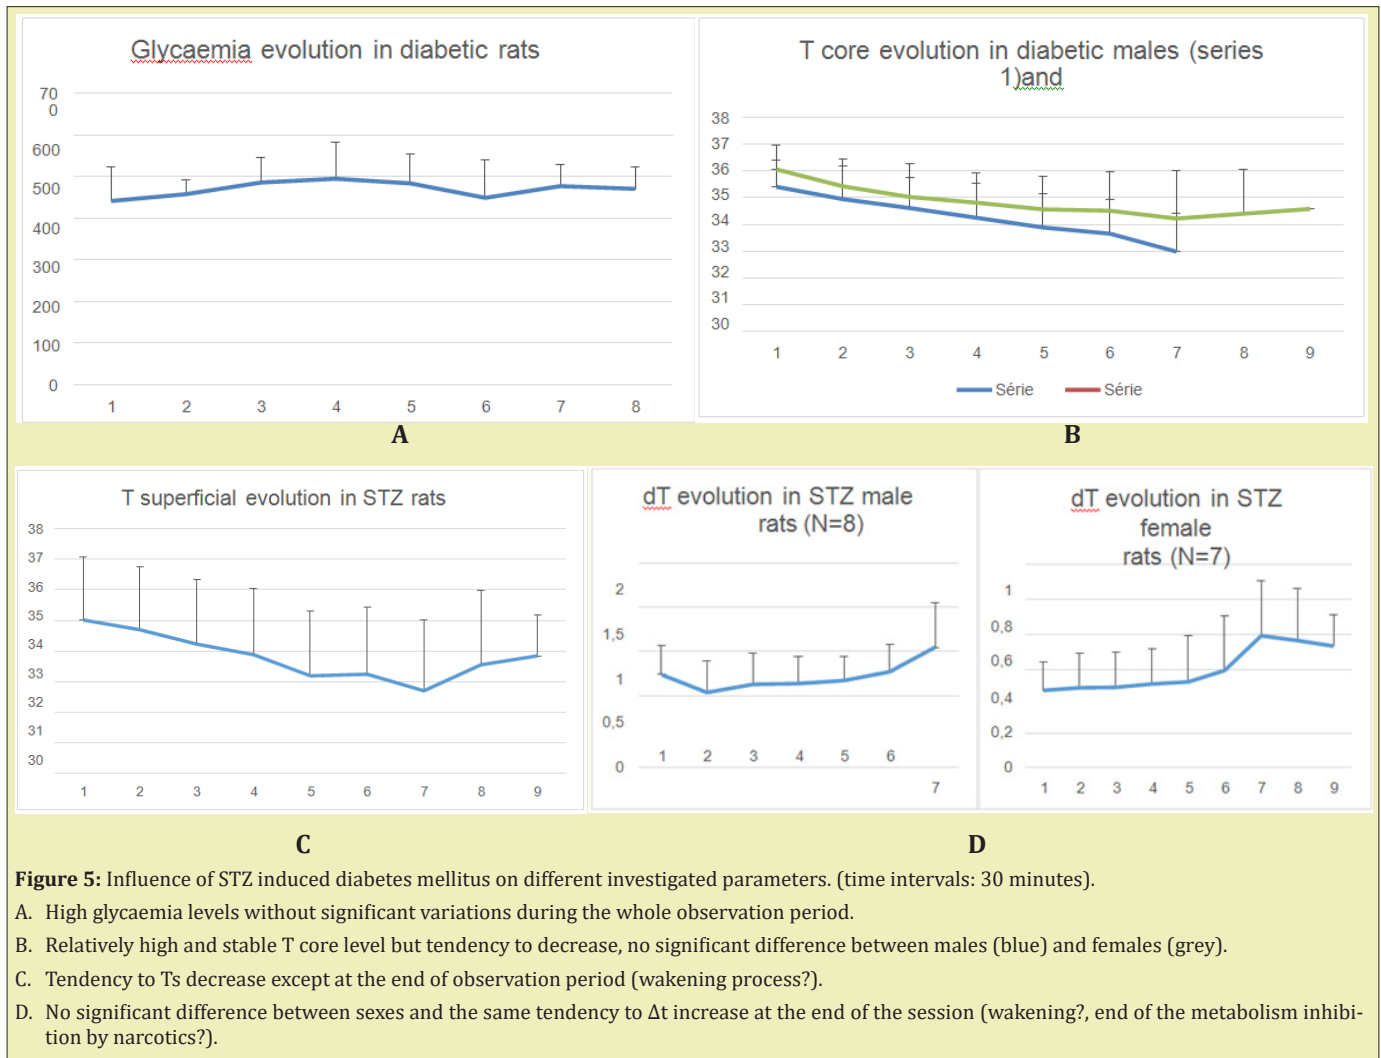 Glycaemia evolution in diabetic rats
70
0
600
500
400
300
200
100
0
1 2 3 4 5 6 7 8
A
T core evolution in diabetic males (series
1)and
38
37
36
35
34
33
32
31
30
1 2 3 4 5 6 7 8 9
Série Série
B
T superficial evolution in STZ rats
38
37
36
35
34
33
32
31
30
1 2 3 4 5 6 7 8 9
C
dT evolution in STZ male
rats (N=8)
2
1,5
1
0,5
0
1 2 3 4 5 6
7
dT evolution in STZ
female
rats (N=7)
1
0,8
0,6
0,4
0,2
0
1 2 3 4 5 6 7 8 9
D
Figure 5: Influence of STZ induced diabetes mellitus on different investigated parameters. (time intervals: 30 minutes).
A. High glycaemia levels without significant variations during the whole observation period.
B. Relatively high and stable T core level but tendency to decrease, no significant difference between males (blue) and females (grey).
C. Tendency to Ts decrease except at the end of observation period (wakening process?).
D. No significant difference between sexes and the same tendency to Δt increase at the end of the session (wakening?, end of the metabolism inhibi-
tion by narcotics?).